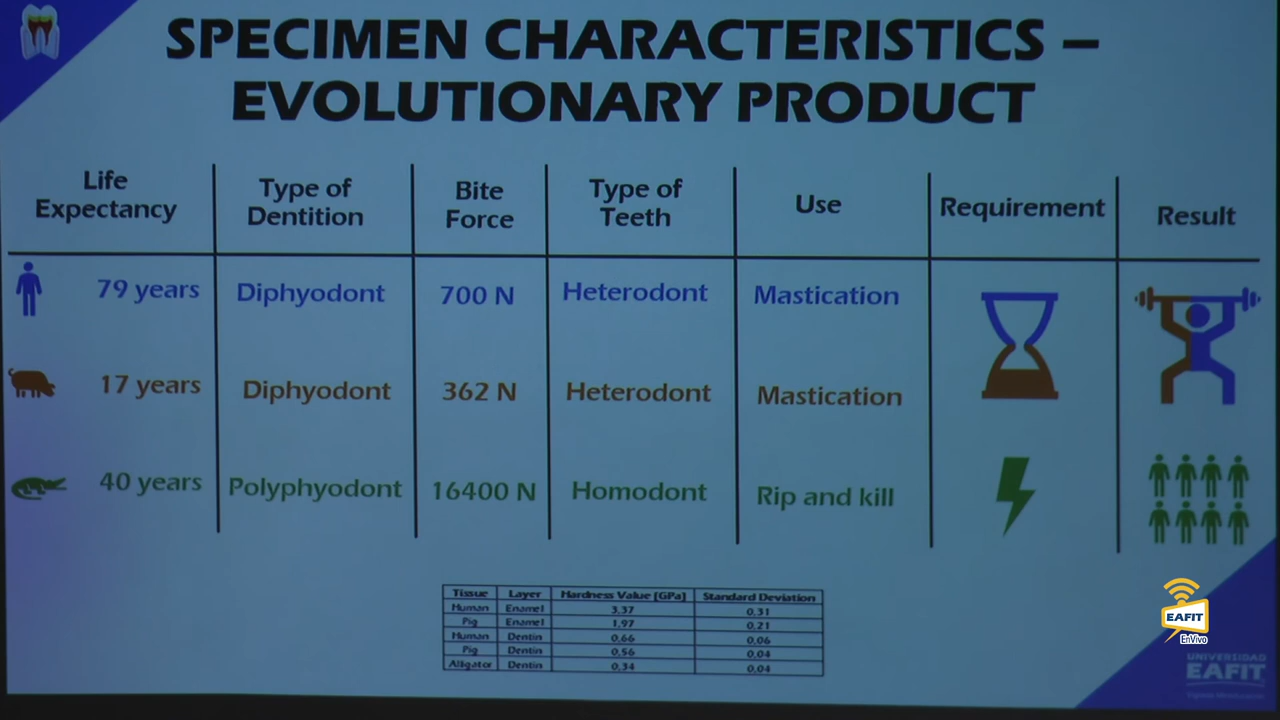 SPECIMEN CHARACTERISTICS –
EVOLUTIONARY PRODUCT
Life Expectancy Type of Dentition Bite Force Type of Teeth Use Requirement Result
79 years Diphyodont 700 N Heterodont Mastication
17 years Diphyodont 362 N Heterodont Mastication
40 years Polyphyodont 16400 N Homodont Rip and kill
Tissue Layer Hardness Value [GPa] Standard Deviation
Human Enamel 3,37 0,31
Pig Enamel 1,97 0,21
Human Dentin 0,66 0,06
Pig Dentin 0,56 0,04
Alligator Dentin 0,34 0,04
EAFIT
EnVivo
UNIVERSIDAD
EAFIT